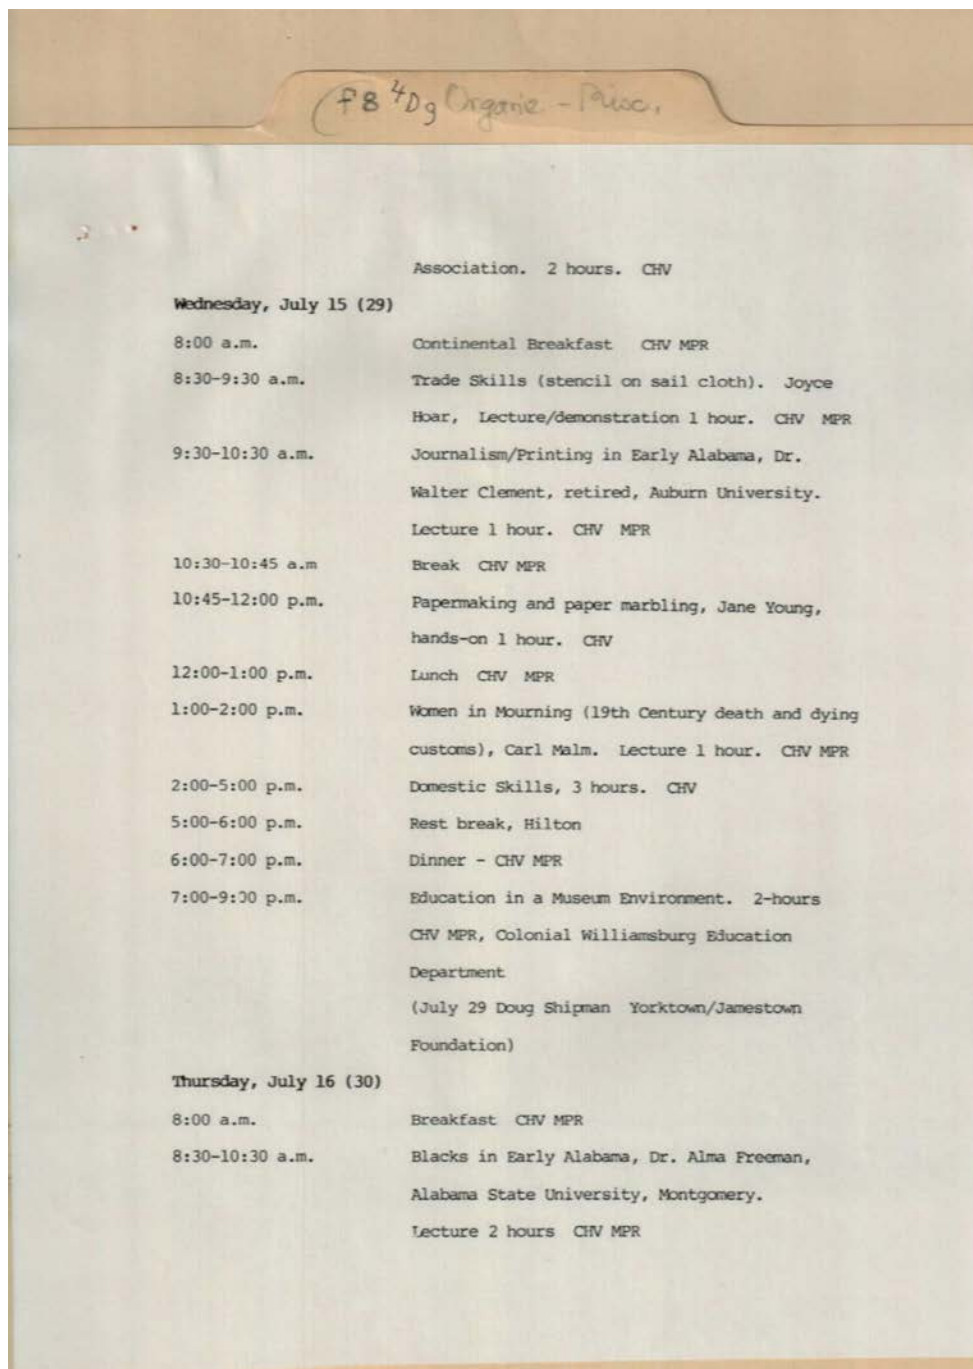 f8 4Dg Organie - Misc.
Association. 2 hours. CHV
Wednesday, July 15 (29)
8:00 a.m. Continental Breakfast CHV MPR
8:30-9:30 a.m. Trade Skills (stencil on sail cloth). Joyce
Hoar, Lecture/demonstration 1 hour. CHV MPR
9:30-10:30 a.m. Journalism/Printing in Early Alabama, Dr.
Walter Clement, retired, Auburn University.
Lecture 1 hour. CHV MPR
10:30-10:45 a.m Break CHV MPR
10:45-12:00 p.m. Papermaking and paper marbling, Jane Young,
hands-on 1 hour. CHV
12:00-1:00 p.m. Lunch CHV MPR
1:00-2:00 p.m. Women in Mourning (19th Century death and dying
customs), Carl Malm. Lecture 1 hour. CHV MPR
2:00-5:00 p.m. Domestic Skills, 3 hours. CHV
5:00-6:00 p.m. Rest break, Hilton
6:00-7:00 p.m. Dinner - CHV MPR
7:00-9:00 p.m. Education in a Museum Environment. 2-hours
CHV MPR, Colonial Williamsburg Education
Department
(July 29 Doug Shipman Yorktown/Jamestown
Foundation)
Thursday, July 16 (30)
8:00 a.m. Breakfast CHV MPR
8:30-10:30 a.m. Blacks in Early Alabama, Dr. Alma Freeman,
Alabama State University, Montgomery.
Lecture 2 hours CHV MPR